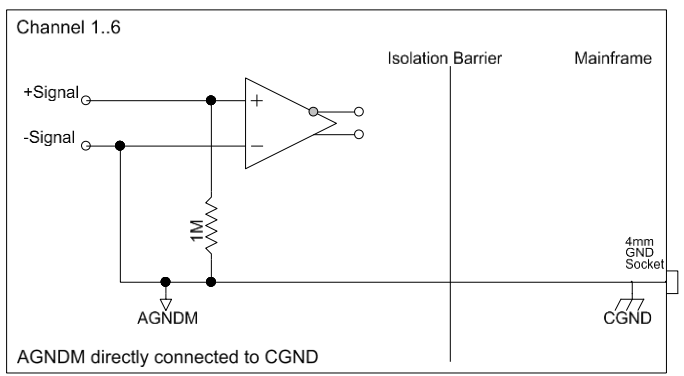 Channel 1..6
Isolation Barrier
Mainframe
+Signal
+
-Signal
−
1M
4mm
GND
Socket
AGNDM
CGND
AGNDM directly connected to CGND